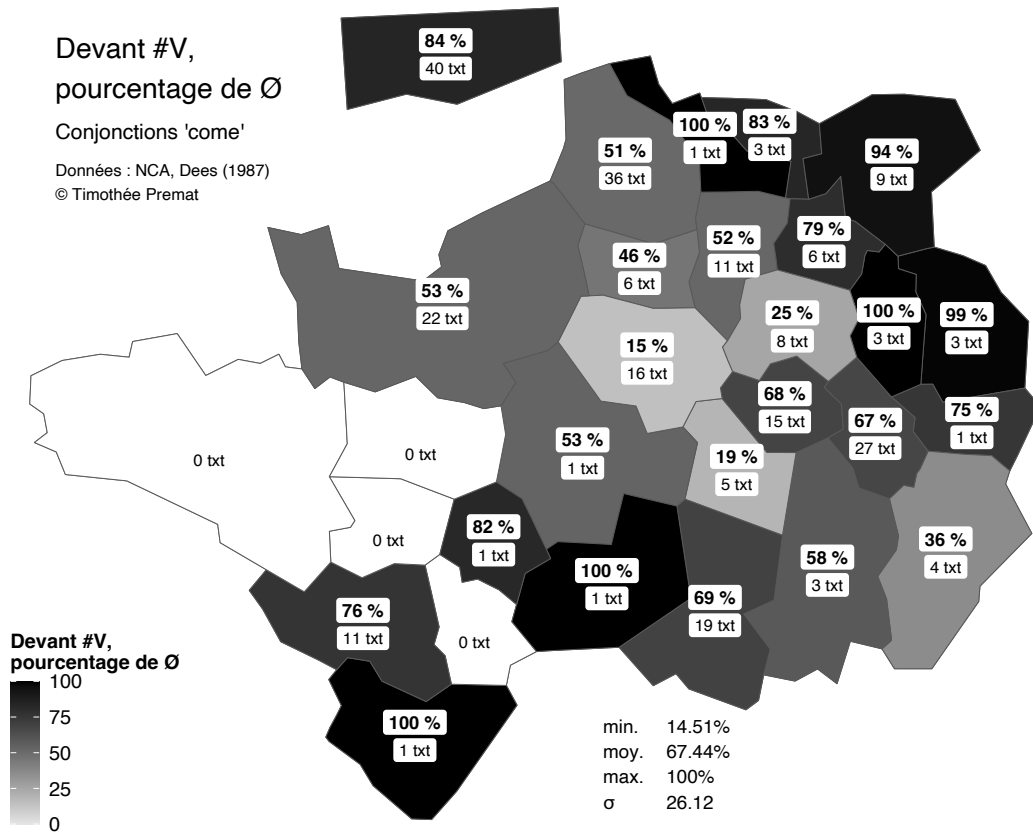 Devant #V,
pourcentage de Ø
Conjonctions 'come'
Données : NCA, Dees (1987)
© Timothée Premat
84 %
40 txt
100 %
1 txt
83 %
3 txt
51 %
36 txt
94 %
9 txt
79 %
6 txt
52 %
11 txt
46 %
6 txt
53 %
22 txt
25 %
8 txt
100 %
3 txt
99 %
3 txt
15 %
16 txt
68 %
15 txt
75 %
1 txt
67 %
27 txt
53 %
1 txt
19 %
5 txt
0 txt
0 txt
82 %
1 txt
0 txt
36 %
4 txt
58 %
3 txt
100 %
1 txt
69 %
19 txt
76 %
11 txt
0 txt
100 %
1 txt
Devant #V,
pourcentage de Ø
100
75
50
25
0
min. 14.51%
moy. 67.44%
max. 100%
σ 26.12